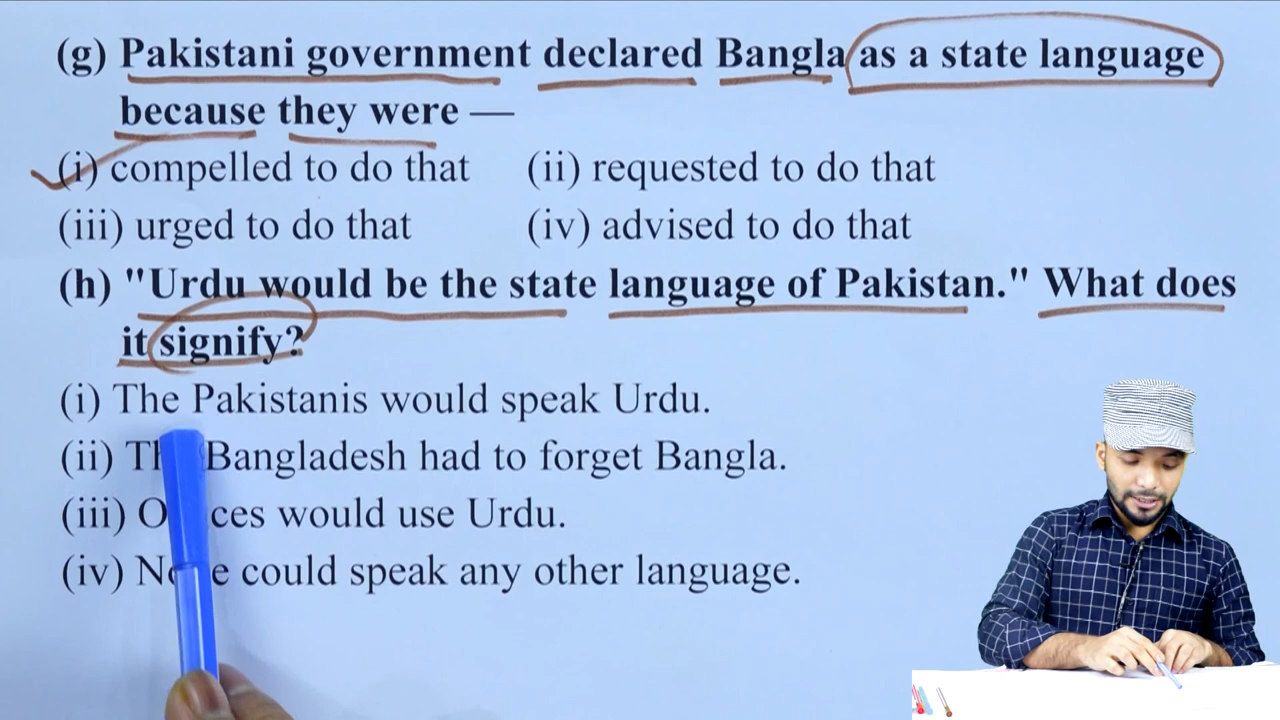 (g) Pakistani government declared Bangla as a state language
because they were —
(i) compelled to do that (ii) requested to do that
(iii) urged to do that (iv) advised to do that
(h) "Urdu would be the state language of Pakistan." What does
it signify?
(i) The Pakistanis would speak Urdu.
(ii) Bangladesh had to forget Bangla.
(iii) would use Urdu.
(iv) could speak any other language.